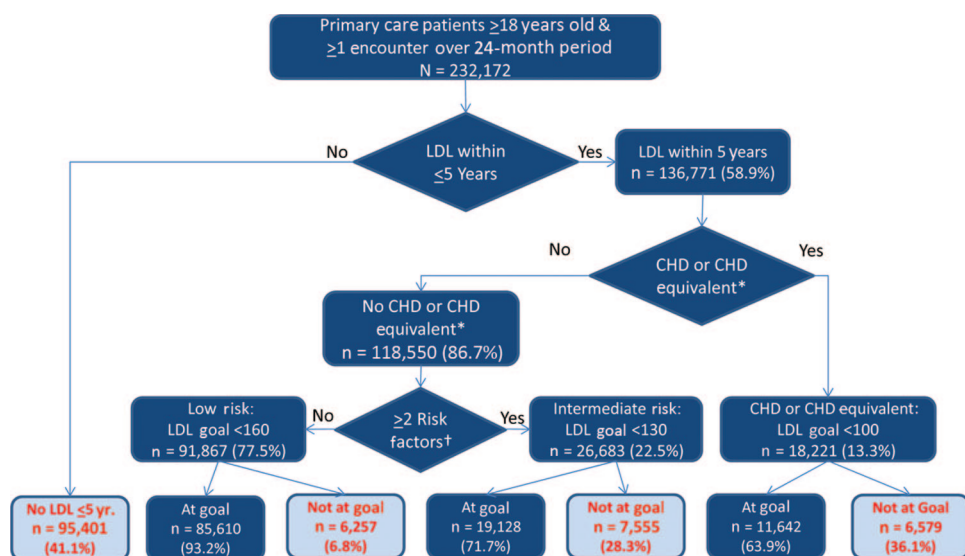 Primary care patients ≥18 years old &
≥1 encounter over 24-month period
N = 232,172
No
LDL within
≤5 Years
Yes
LDL within 5 years
n = 136,771 (58.9%)
No
CHD or CHD
equivalent*
Yes
No CHD or CHD
equivalent*
n = 118,550 (86.7%)
Low risk:
LDL goal <160
n = 91,867 (77.5%)
No
≥2 Risk
factors†
Yes
Intermediate risk:
LDL goal <130
n = 26,683 (22.5%)
CHD or CHD equivalent:
LDL goal <100
n = 18,221 (13.3%)
No LDL ≤5 yr.
n = 95,401
(41.1%)
At goal
n = 85,610
(93.2%)
Not at goal
n = 6,257
(6.8%)
At goal
n = 19,128
(71.7%)
Not at goal
n = 7,555
(28.3%)
At goal
n = 11,642
(63.9%)
Not at Goal
n = 6,579
(36.1%)